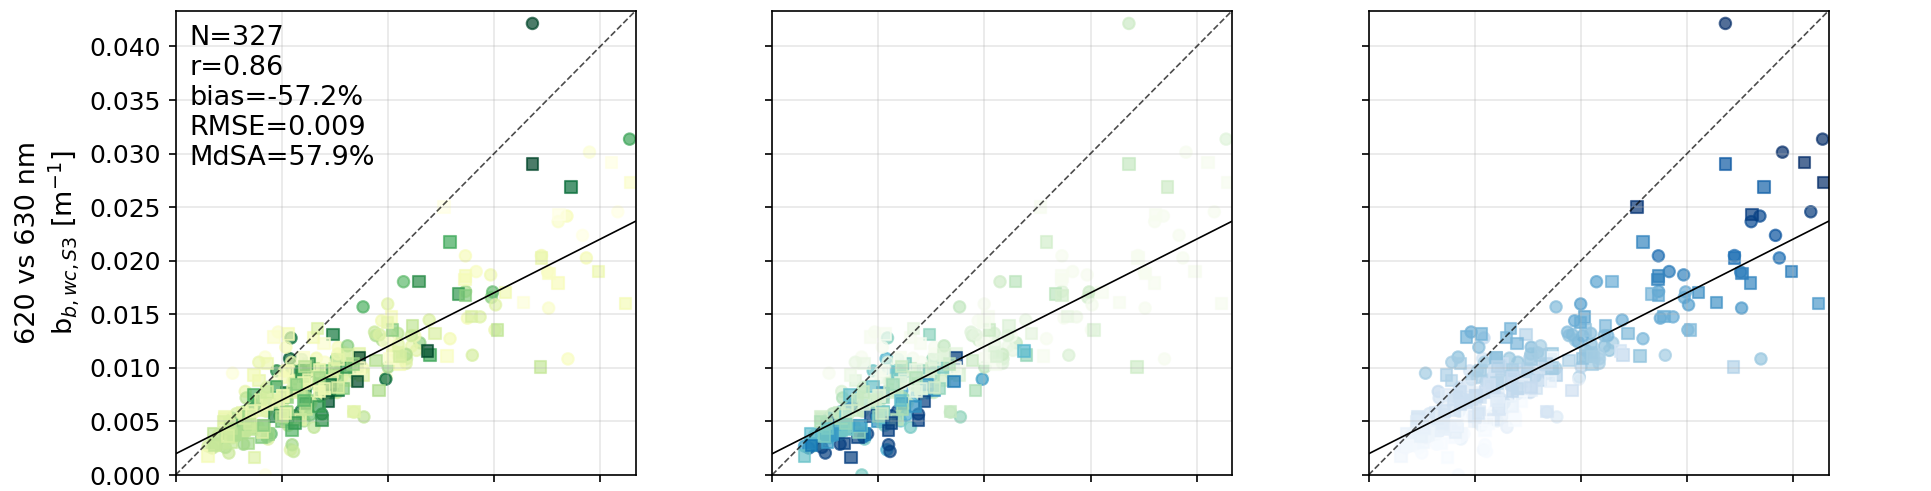 N=327
r=0.86
bias=-57.2%
RMSE=0.009
MdSA=57.9%
620 vs 630 nm
b_{b,wc,S3} [m^{-1}]
0.040
0.035
0.030
0.025
0.020
0.015
0.010
0.005
0.000